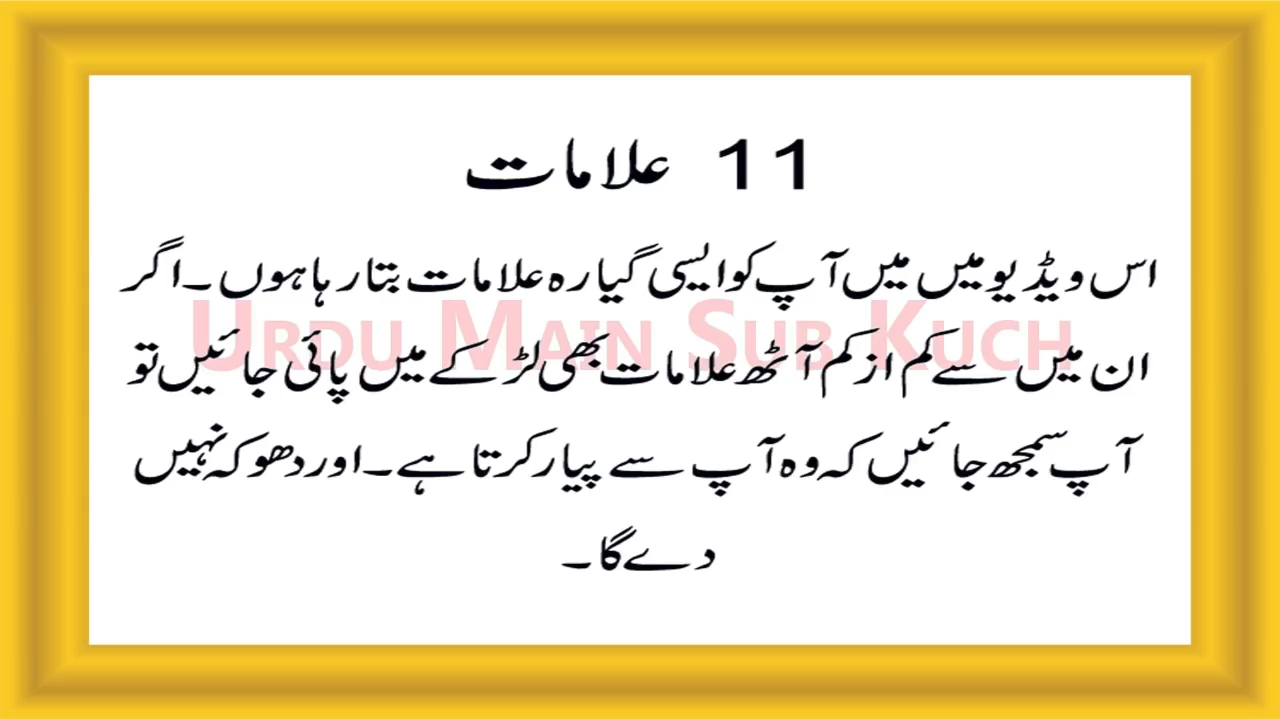 11 علامات
اس ویڈیو میں میں آپ کو ایسی گیارہ علامات بتا رہا ہوں۔ اگر
ان میں سے کم از کم آٹھ علامات بھی لڑکے میں پائی جائیں تو
آپ سمجھ جائیں کہ وہ آپ سے پیار کرتا ہے۔ اور دھوکہ نہیں
دے گا۔
URDU MAIN SUB KUCH